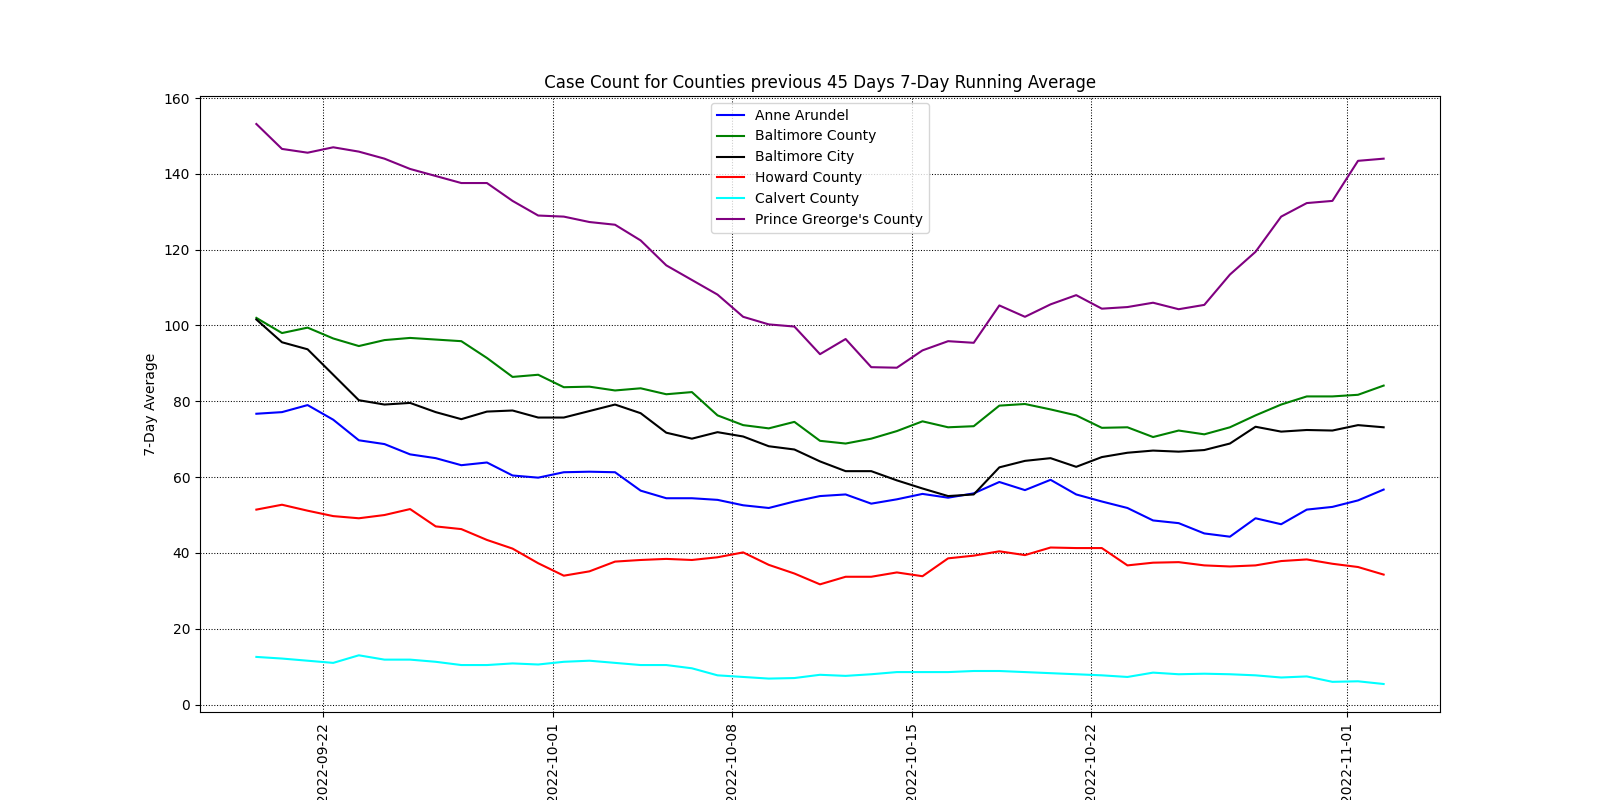 Case Count for Counties previous 45 Days 7-Day Running Average
160
140
120
100
80
60
40
20
0
7-Day Average
Anne Arundel
Baltimore County
Baltimore City
Howard County
Calvert County
Prince Greorge's County
2022-09-22
2022-10-01
2022-10-08
2022-10-15
2022-10-22
2022-11-01